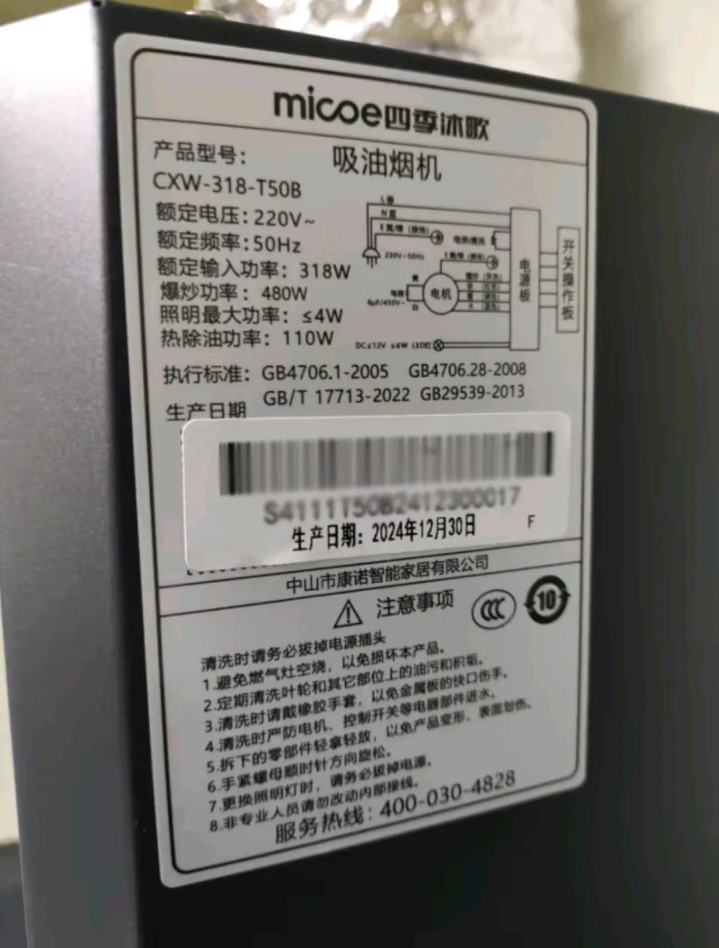 micoe四季沐歌
吸油烟机
产品型号：
CXW-318-T50B
额定电压：220V~
额定频率：50Hz
额定输入功率：318W
爆炒功率：480W
照明最大功率：≤4W
热除油功率：110W
220V~50Hz
电机
电源板
开关操作板
DC≤12V ≤4W LED灯
执行标准：GB4706.1-2005 GB4706.28-2008
GB/T 17713-2022 GB29539-2013
生产日期
S4111T50B2412300017
生产日期：2024年12月30日 F
中山市康诺智能家居有限公司
注意事项
CCC
10
清洗时请务必拔掉电源插头
1.避免燃气灶空烧，以免损坏本产品。
2.定期清洗叶轮和其它部位上的油污和积垢。
3.清洗时请戴橡胶手套，以免金属板的快口伤手。
4.清洗时严防电机、控制开关等电器部件进水。
5.拆下的零部件轻拿轻放，以免产品变形、表面划伤。
6.手紧螺母顺时针方向旋松。
7.更换照明灯时，请务必拔掉电源。
8.非专业人员请勿改动内部接线。
服务热线：400-030-4828